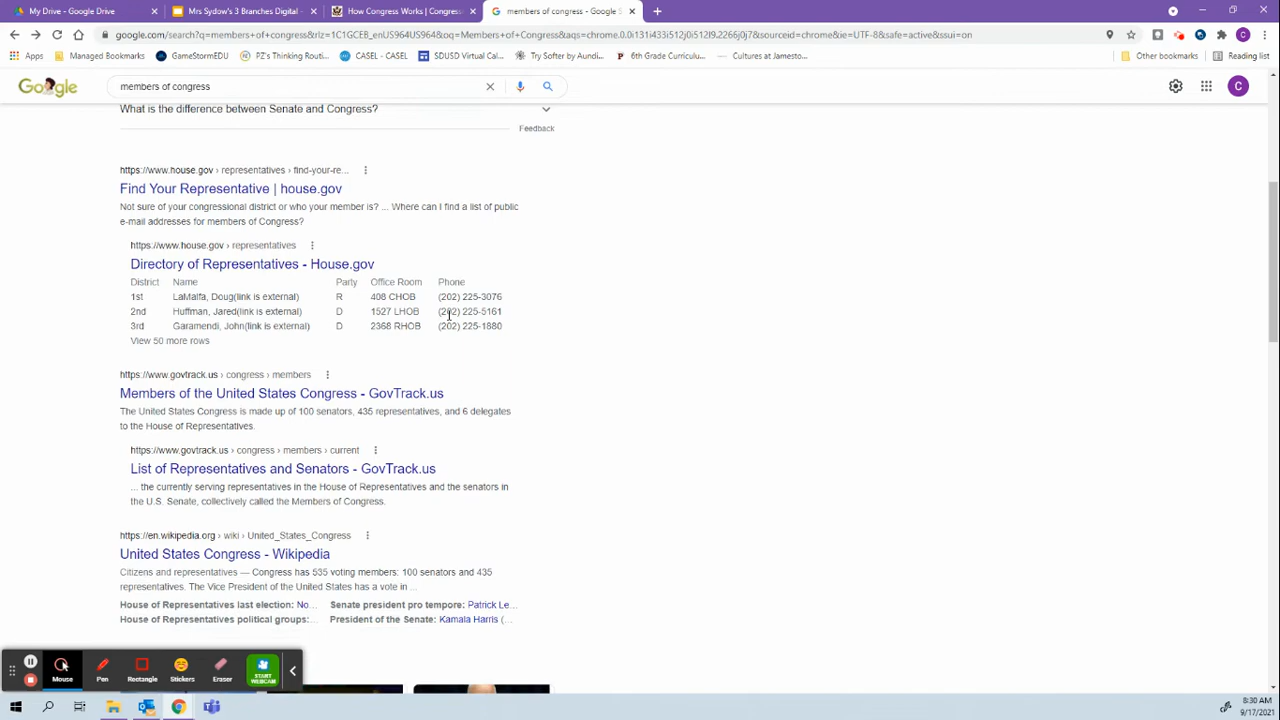 My Drive - Google Drive
Mrs Sydow's 3 Branches Digital -
How Congress Works | Congress
members of congress - Google S
google.com/search?q=members+of+congress&rlz=1C1GCEB_enUS964US964&oq=Members+of+Congress&aqs=chrome.0.0i131i433i512j0i512l9.2266j0j7&sourceid=chrome&ie=UTF-8&safe=active&ssui=on
Apps
Managed Bookmarks
GameStormEDU
PZ's Thinking Routi...
CASEL - CASEL
SDUSD Virtual Cal...
Try Softer by Aundi...
6th Grade Curriculu...
Cultures at Jamesto...
Other bookmarks
Reading list
Google
members of congress
C
What is the difference between Senate and Congress?
Feedback
https://www.house.gov › representatives › find-your-re...
Find Your Representative | house.gov
Not sure of your congressional district or who your member is? ... Where can I find a list of public
e-mail addresses for members of Congress?
https://www.house.gov › representatives
Directory of Representatives - House.gov
District Name Party Office Room Phone
1st LaMalfa, Doug(link is external) R 408 CHOB (202) 225-3076
2nd Huffman, Jared(link is external) D 1527 LHOB (202) 225-5161
3rd Garamendi, John(link is external) D 2368 RHOB (202) 225-1880
View 50 more rows
https://www.govtrack.us › congress › members
Members of the United States Congress - GovTrack.us
The United States Congress is made up of 100 senators, 435 representatives, and 6 delegates
to the House of Representatives.
https://www.govtrack.us › congress › members › current
List of Representatives and Senators - GovTrack.us
... the currently serving representatives in the House of Representatives and the senators in
the U.S. Senate, collectively called the Members of Congress.
https://en.wikipedia.org › wiki › United_States_Congress
United States Congress - Wikipedia
Citizens and representatives — Congress has 535 voting members: 100 senators and 435
representatives. The Vice President of the United States has a vote in ...
House of Representatives last election: No... Senate president pro tempore: Patrick Le...
House of Representatives political groups:... President of the Senate: Kamala Harris (...
START
WEBCAM
Mouse
Pen
Rectangle
Stickers
Eraser
8:30 AM
9/17/2021